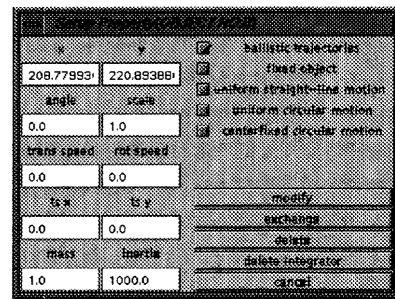 x y
208.77993 220.89388
angle scale
0.0 1.0
trans speed rot speed
0.0 0.0
ts x ts y
0.0 0.0
mass inertia
1.0 1000.0
ballistic trajectories
fixed object
uniform straight-line motion
uniform circular motion
centerfixed circular motion
modify
exchange
delete
delete integrator
cancel